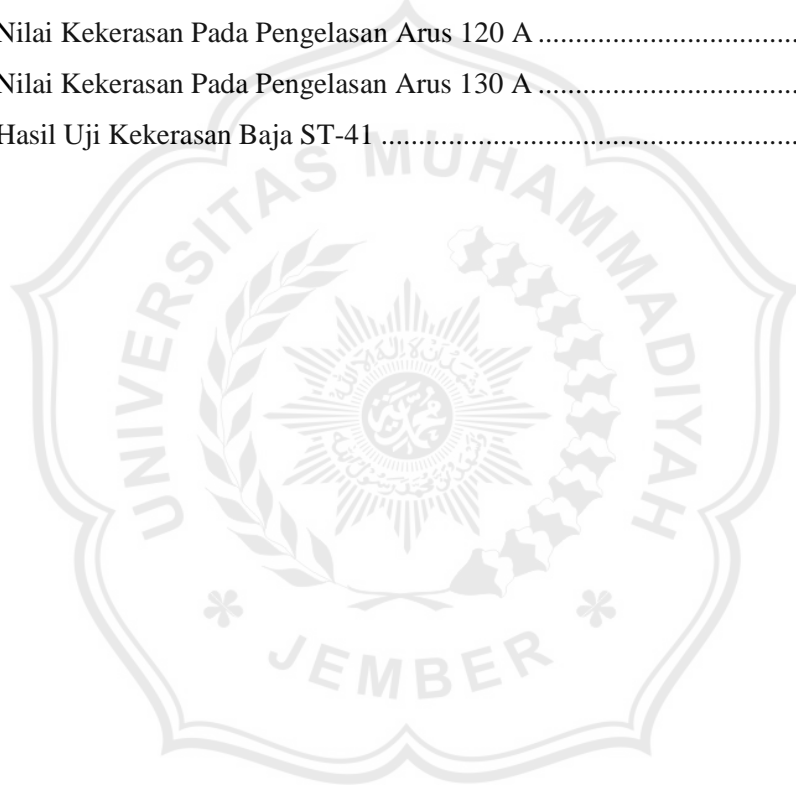 Nilai Kekerasan Pada Pengelasan Arus 120 A ...................................
Nilai Kekerasan Pada Pengelasan Arus 130 A ...................................
Hasil Uji Kekerasan Baja ST-41 .........................................................
UNIVERSITAS MUHAMMADIYAH
JEMBER